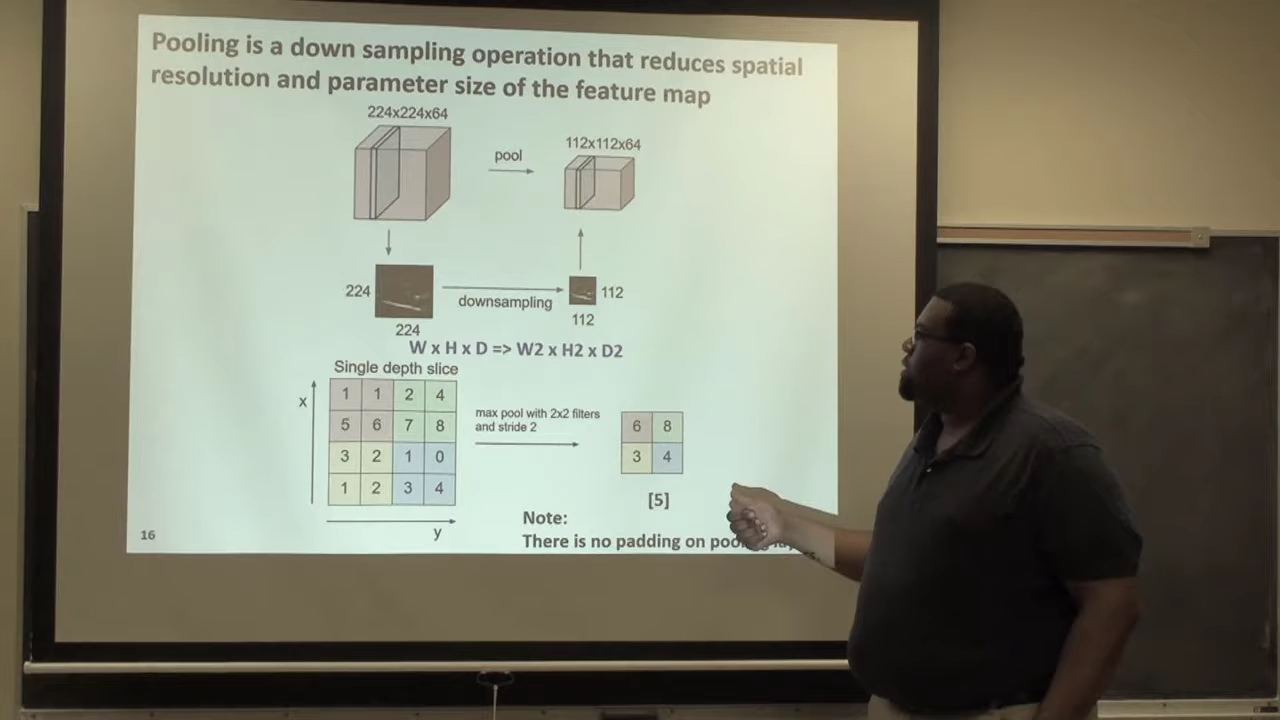 Pooling is a down sampling operation that reduces spatial
resolution and parameter size of the feature map
224x224x64
112x112x64
pool
224
112
downsampling
112
224
W x H x D => W2 x H2 x D2
Single depth slice
x
1 1 2 4
5 6 7 8
3 2 1 0
1 2 3 4
max pool with 2x2 filters
and stride 2
6 8
3 4
[5]
y
Note:
There is no padding on
16